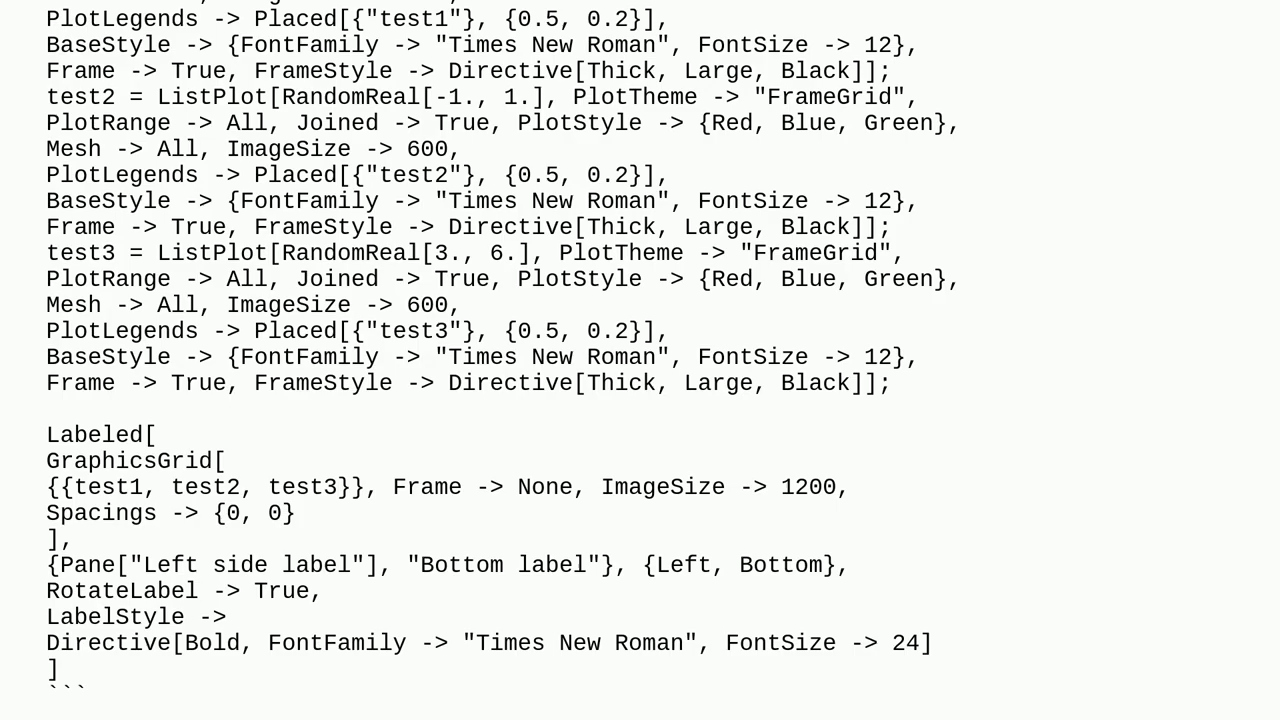 PlotLegends -> Placed[{"test1"}, {0.5, 0.2}],
BaseStyle -> {FontFamily -> "Times New Roman", FontSize -> 12},
Frame -> True, FrameStyle -> Directive[Thick, Large, Black]];
test2 = ListPlot[RandomReal[-1., 1.], PlotTheme -> "FrameGrid",
PlotRange -> All, Joined -> True, PlotStyle -> {Red, Blue, Green},
Mesh -> All, ImageSize -> 600,
PlotLegends -> Placed[{"test2"}, {0.5, 0.2}],
BaseStyle -> {FontFamily -> "Times New Roman", FontSize -> 12},
Frame -> True, FrameStyle -> Directive[Thick, Large, Black]];
test3 = ListPlot[RandomReal[3., 6.], PlotTheme -> "FrameGrid",
PlotRange -> All, Joined -> True, PlotStyle -> {Red, Blue, Green},
Mesh -> All, ImageSize -> 600,
PlotLegends -> Placed[{"test3"}, {0.5, 0.2}],
BaseStyle -> {FontFamily -> "Times New Roman", FontSize -> 12},
Frame -> True, FrameStyle -> Directive[Thick, Large, Black]];

Labeled[
GraphicsGrid[
{{test1, test2, test3}}, Frame -> None, ImageSize -> 1200,
Spacings -> {0, 0}
],
{Pane["Left side label"], "Bottom label"}, {Left, Bottom},
RotateLabel -> True,
LabelStyle ->
Directive[Bold, FontFamily -> "Times New Roman", FontSize -> 24]
]
```